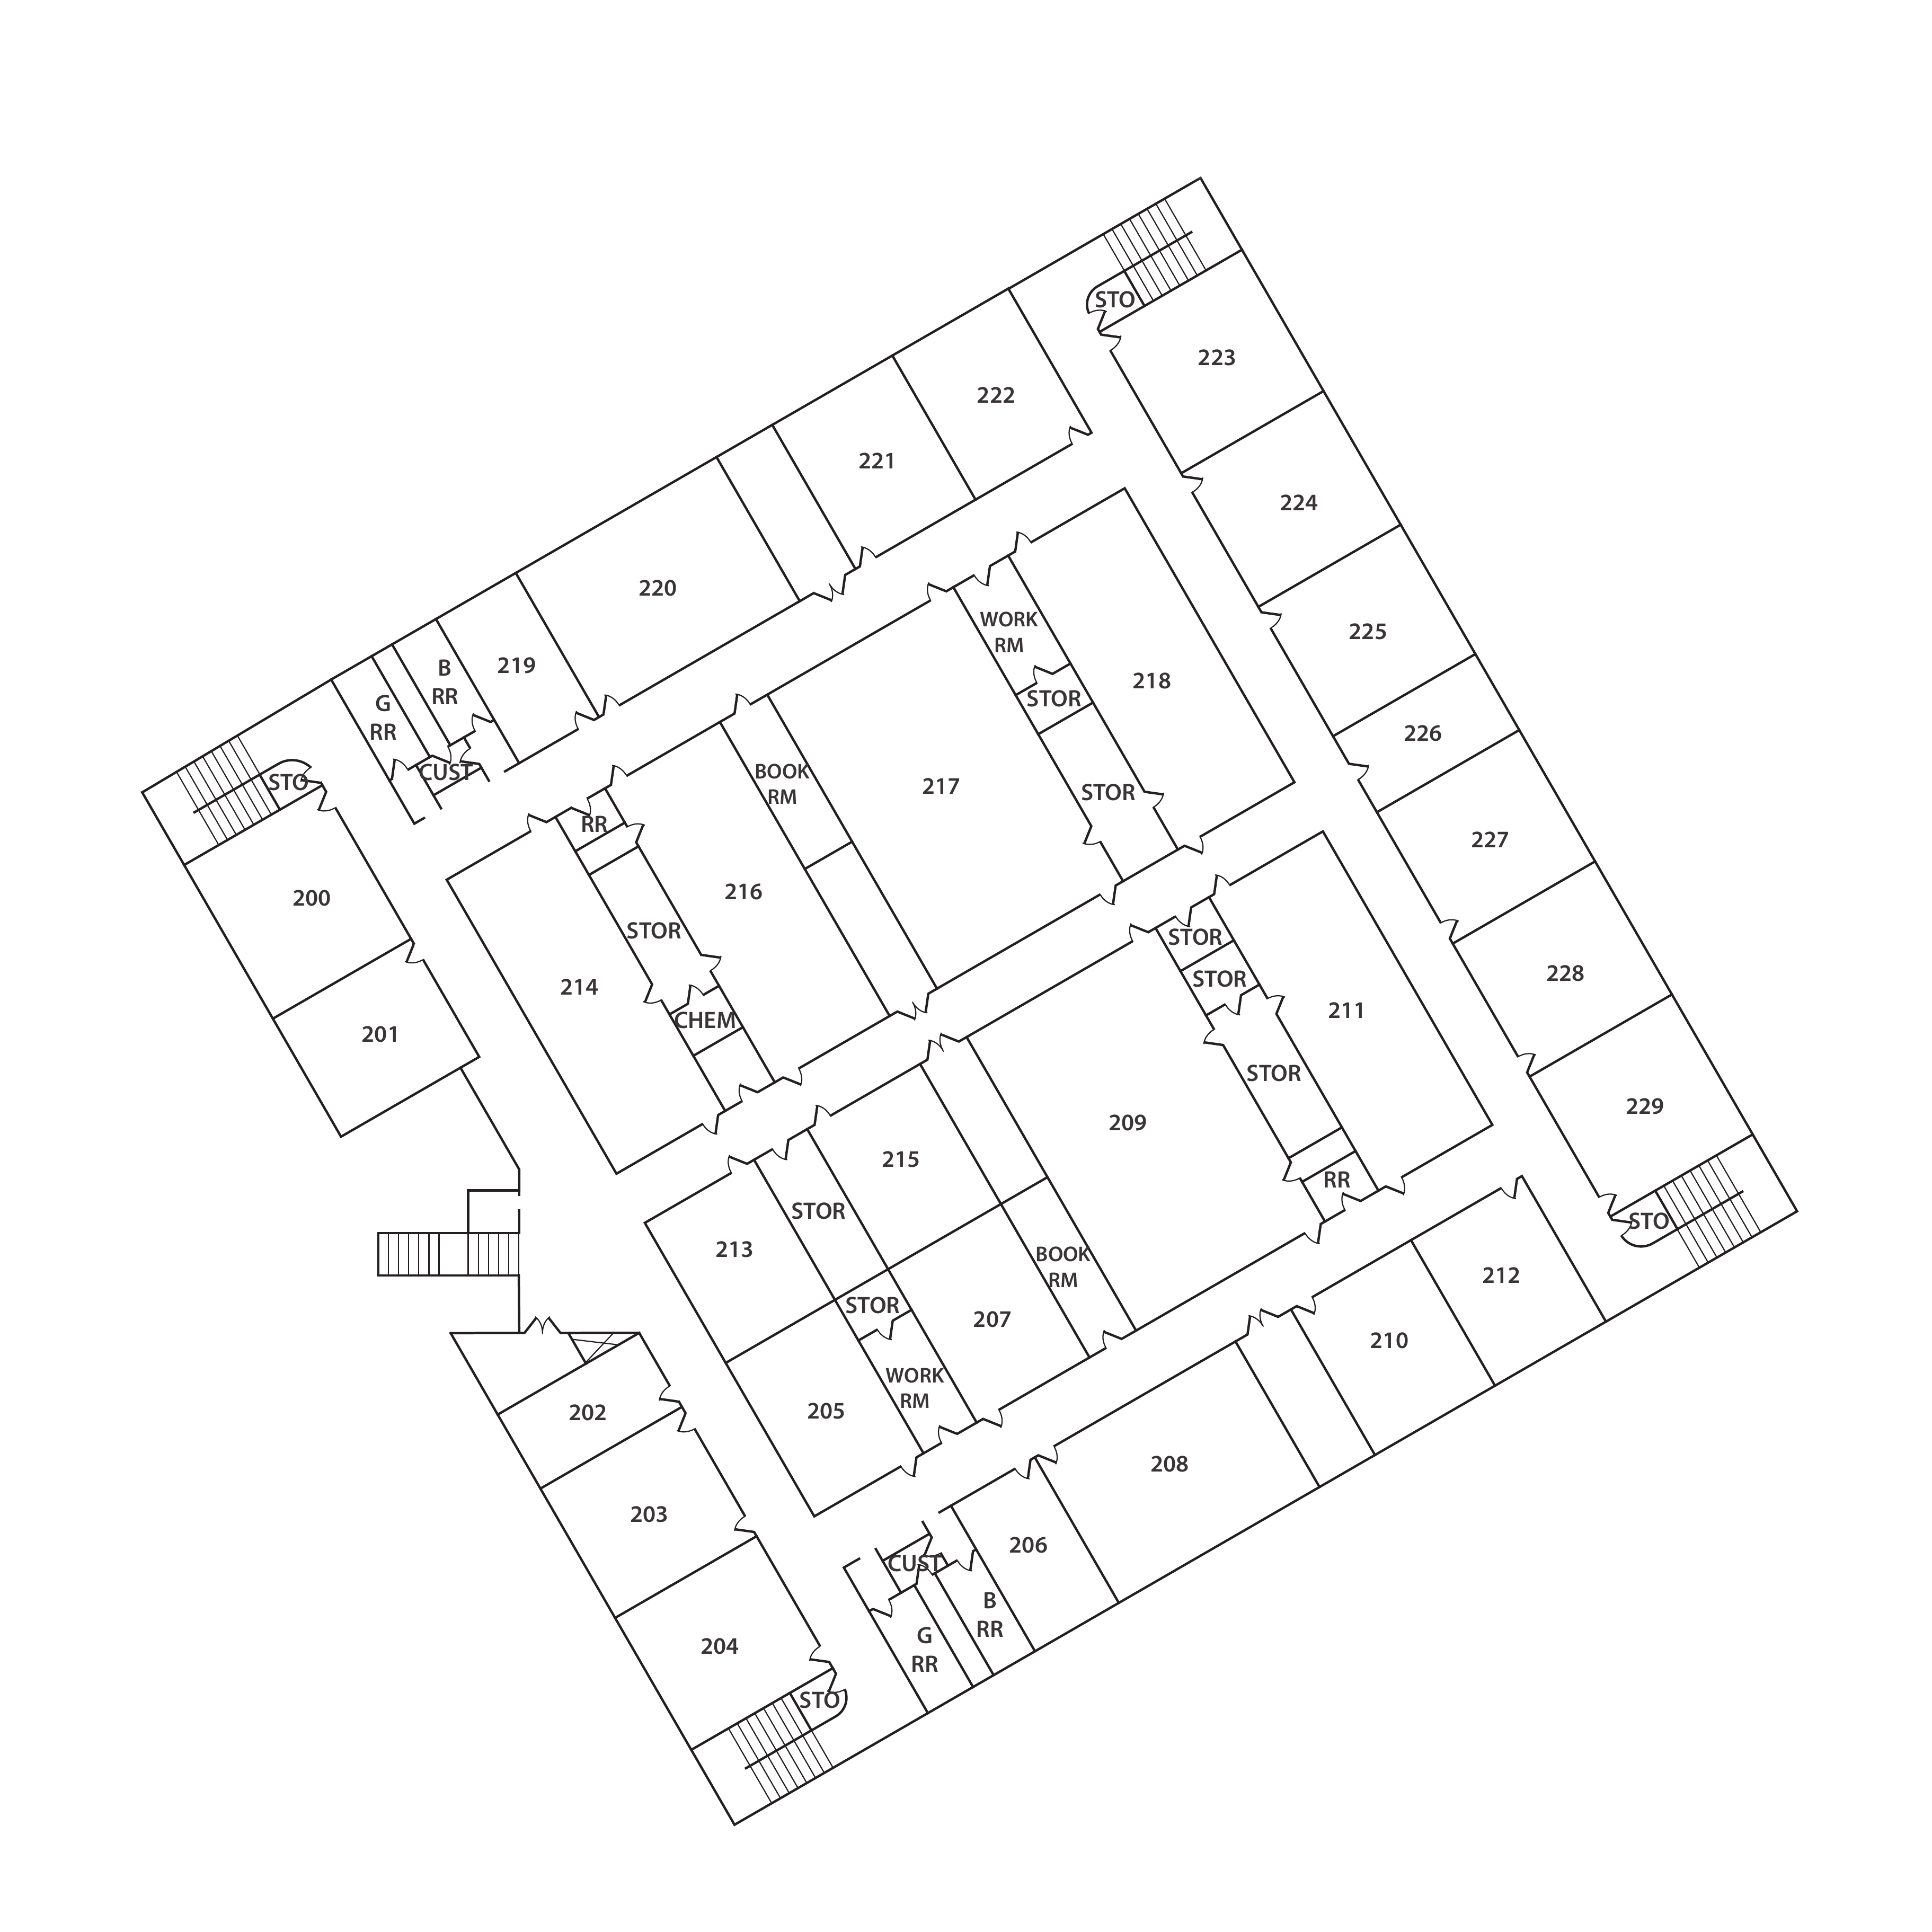 STO
223
222
221
224
220
WORK
RM
225
B
RR
219
218
STOR
G
RR
226
CUST
STO
BOOK
RM
217
STOR
RR
227
216
200
STOR
STOR
228
STOR
214
211
CHEM
201
STOR
229
209
215
RR
STOR
STO
213
BOOK
RM
212
STOR
207
210
WORK
RM
202
205
208
203
206
CUST
B
RR
G
RR
204
STO